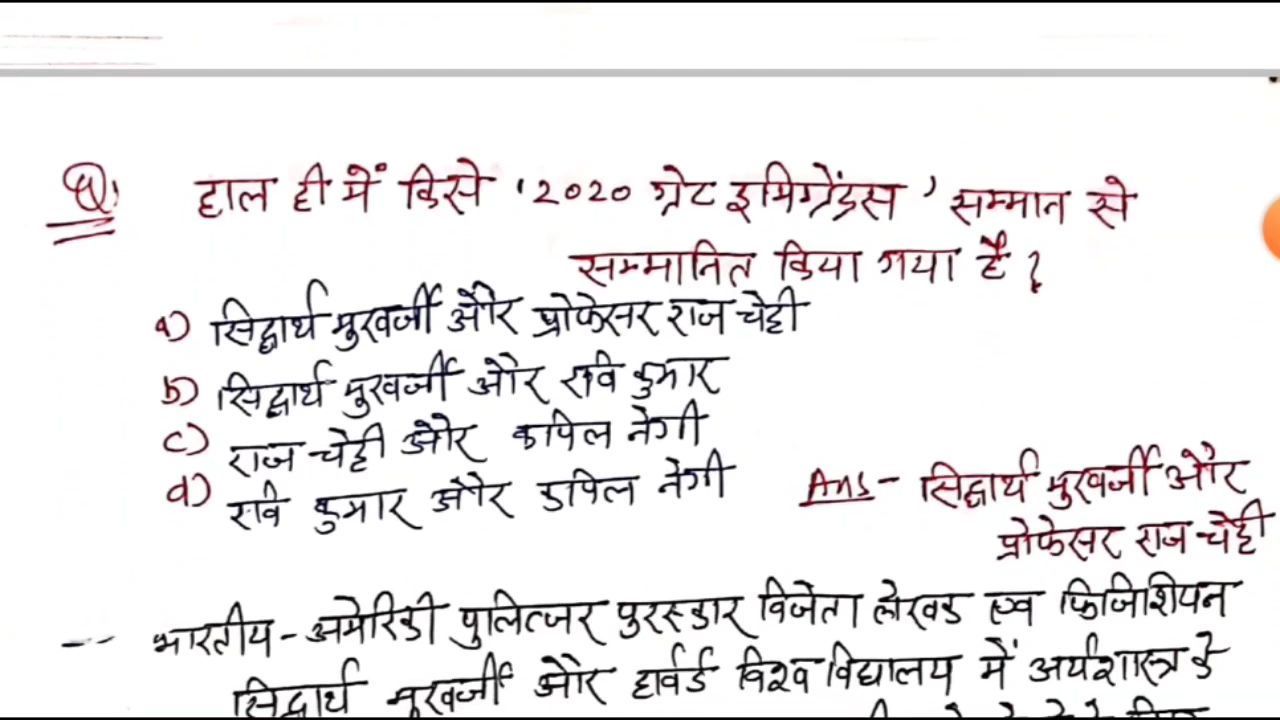 Q. हाल ही में किसे '2020 ग्रेट इमिग्रेंड्स' सम्मान से
सम्मानित किया गया है?
a) सिद्धार्थ मुखर्जी और प्रोफेसर राज चेट्टी
b) सिद्धार्थ मुखर्जी और रवि कुमार
c) राज चेट्टी और कपिल नेगी
d) रवि कुमार और कपिल नेगी
Ans - सिद्धार्थ मुखर्जी और
प्रोफेसर राज चेट्टी
-- भारतीय-अमेरिकी पुलित्जर पुरस्कार विजेता लेखक एव फिजिशियन
सिद्धार्थ मुखर्जी और हार्वर्ड विश्वविद्यालय में अर्थशास्त्र के